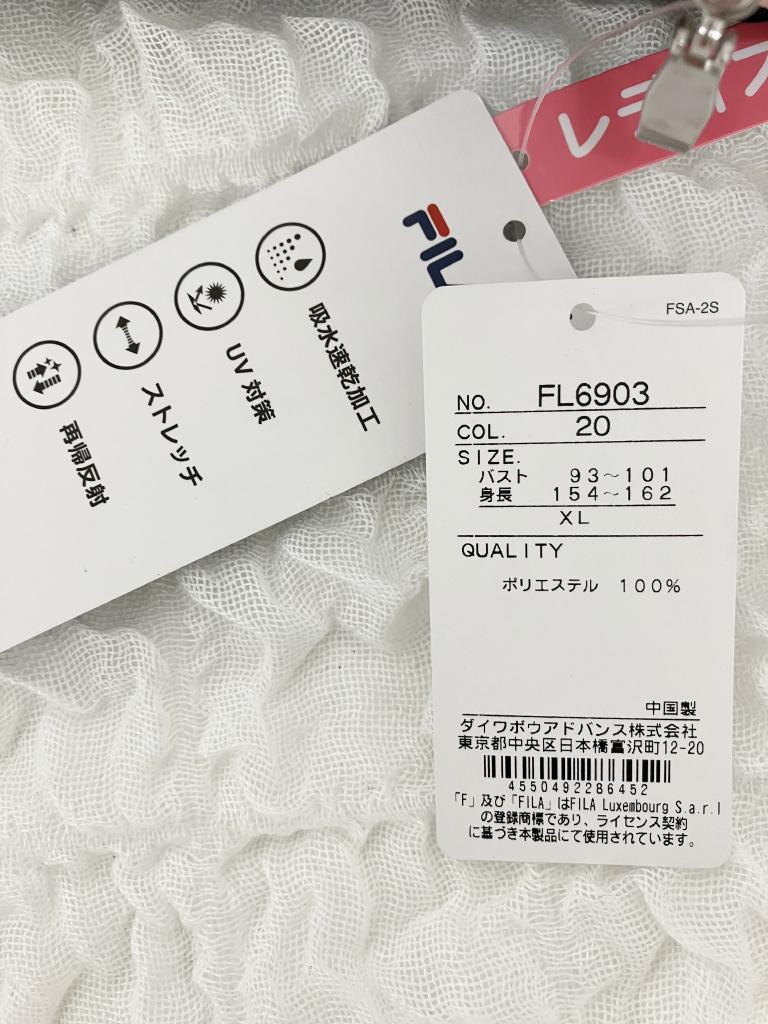 FIL
吸水速乾加工
UV対策
ストレッチ
再帰反射
FSA-2S
NO. FL6903
COL. 20
SIZE.
バスト 93～101
身長 154～162
XL
QUALITY
ポリエステル 100%
中国製
ダイワボウアドバンス株式会社
東京都中央区日本橋富沢町12-20
4550492286452
「F」及び「FILA」はFILA Luxembourg S.a.r.l
の登録商標であり、ライセンス契約
に基づき本製品にて使用されています。